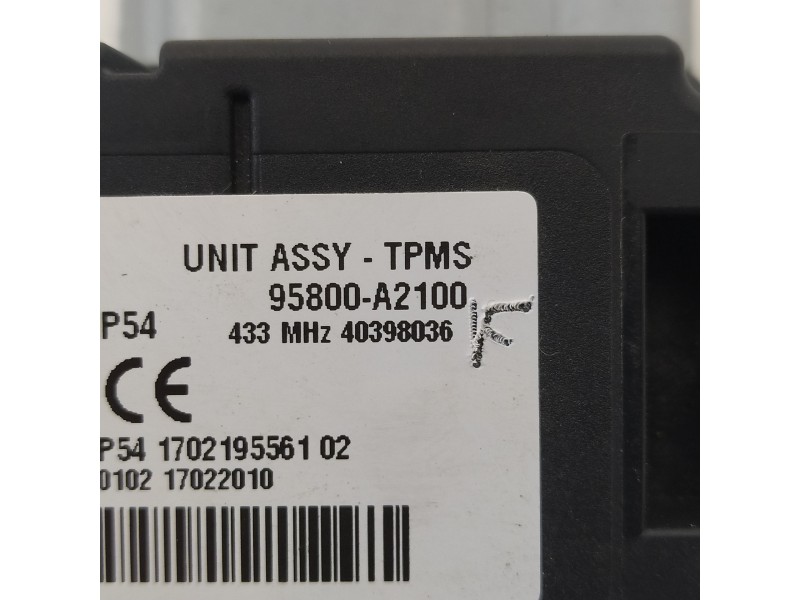 UNIT ASSY - TPMS
95800-A2100
P54 433 MHz 40398036 K
CE
P54 1702195561 02
0102 17022010